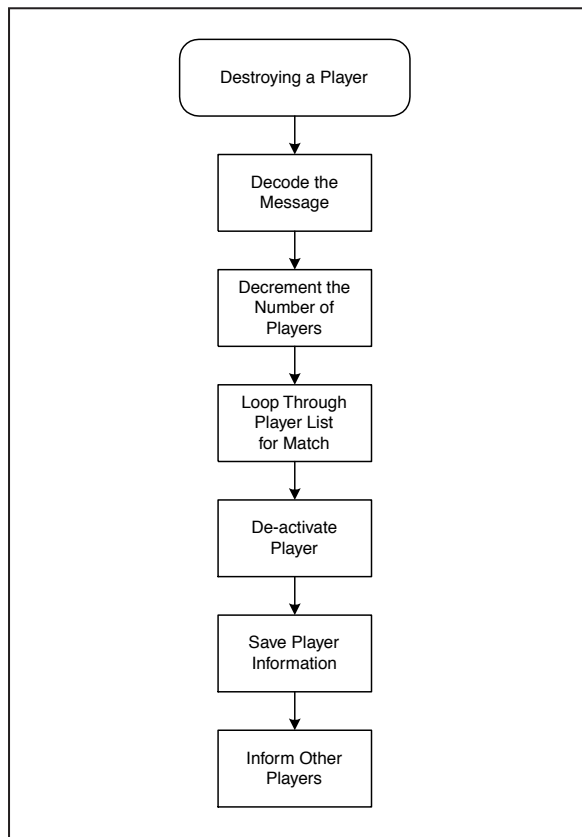 Destroying a Player
Decode the
Message
Decrement the
Number of
Players
Loop Through
Player List
for Match
De-activate
Player
Save Player
Information
Inform Other
Players